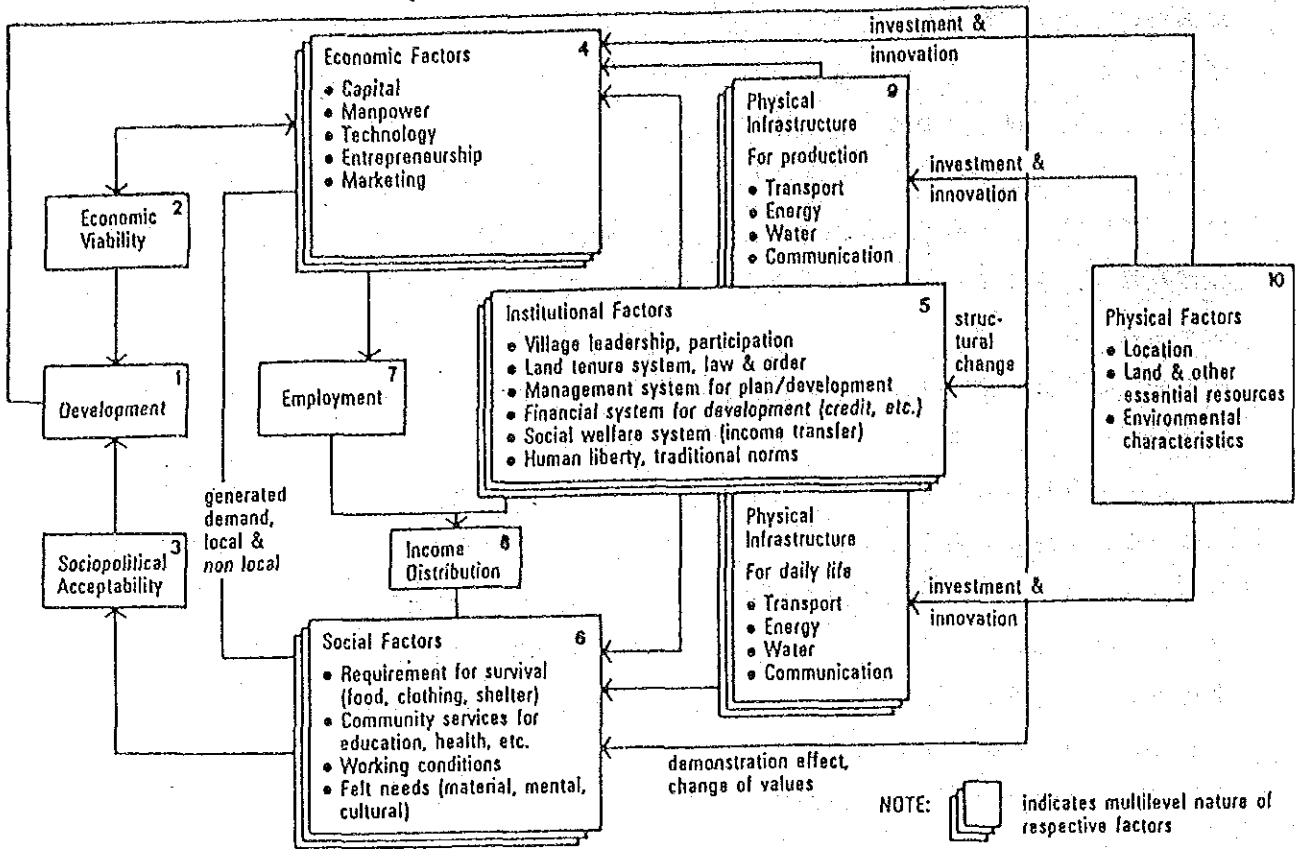 investment &
innovation
4
Economic Factors
• Capital
• Manpower
• Technology
• Entrepreneurship
• Marketing
9
Physical
Infrastructure
For production
• Transport
• Energy
• Water
• Communication
investment &
innovation
2
Economic
Viability
10
Physical Factors
• Location
• Land & other
essential resources
• Environmental
characteristics
5
Institutional Factors
• Village leadership, participation
• Land tenure system, law & order
• Management system for plan/development
• Financial system for development (credit, etc.)
• Social welfare system (income transfer)
• Human liberty, traditional norms
struc-
tural
change
1
Development
7
Employment
generated
demand,
local &
non local
3
Sociopolitical
Acceptability
8
Income
Distribution
Physical
Infrastructure
For daily life
• Transport
• Energy
• Water
• Communication
investment &
innovation
6
Social Factors
• Requirement for survival
(food, clothing, shelter)
• Community services for
education, health, etc.
• Working conditions
• Felt needs (material, mental,
cultural)
demonstration effect,
change of values
NOTE:
indicates multilevel nature of
respective factors